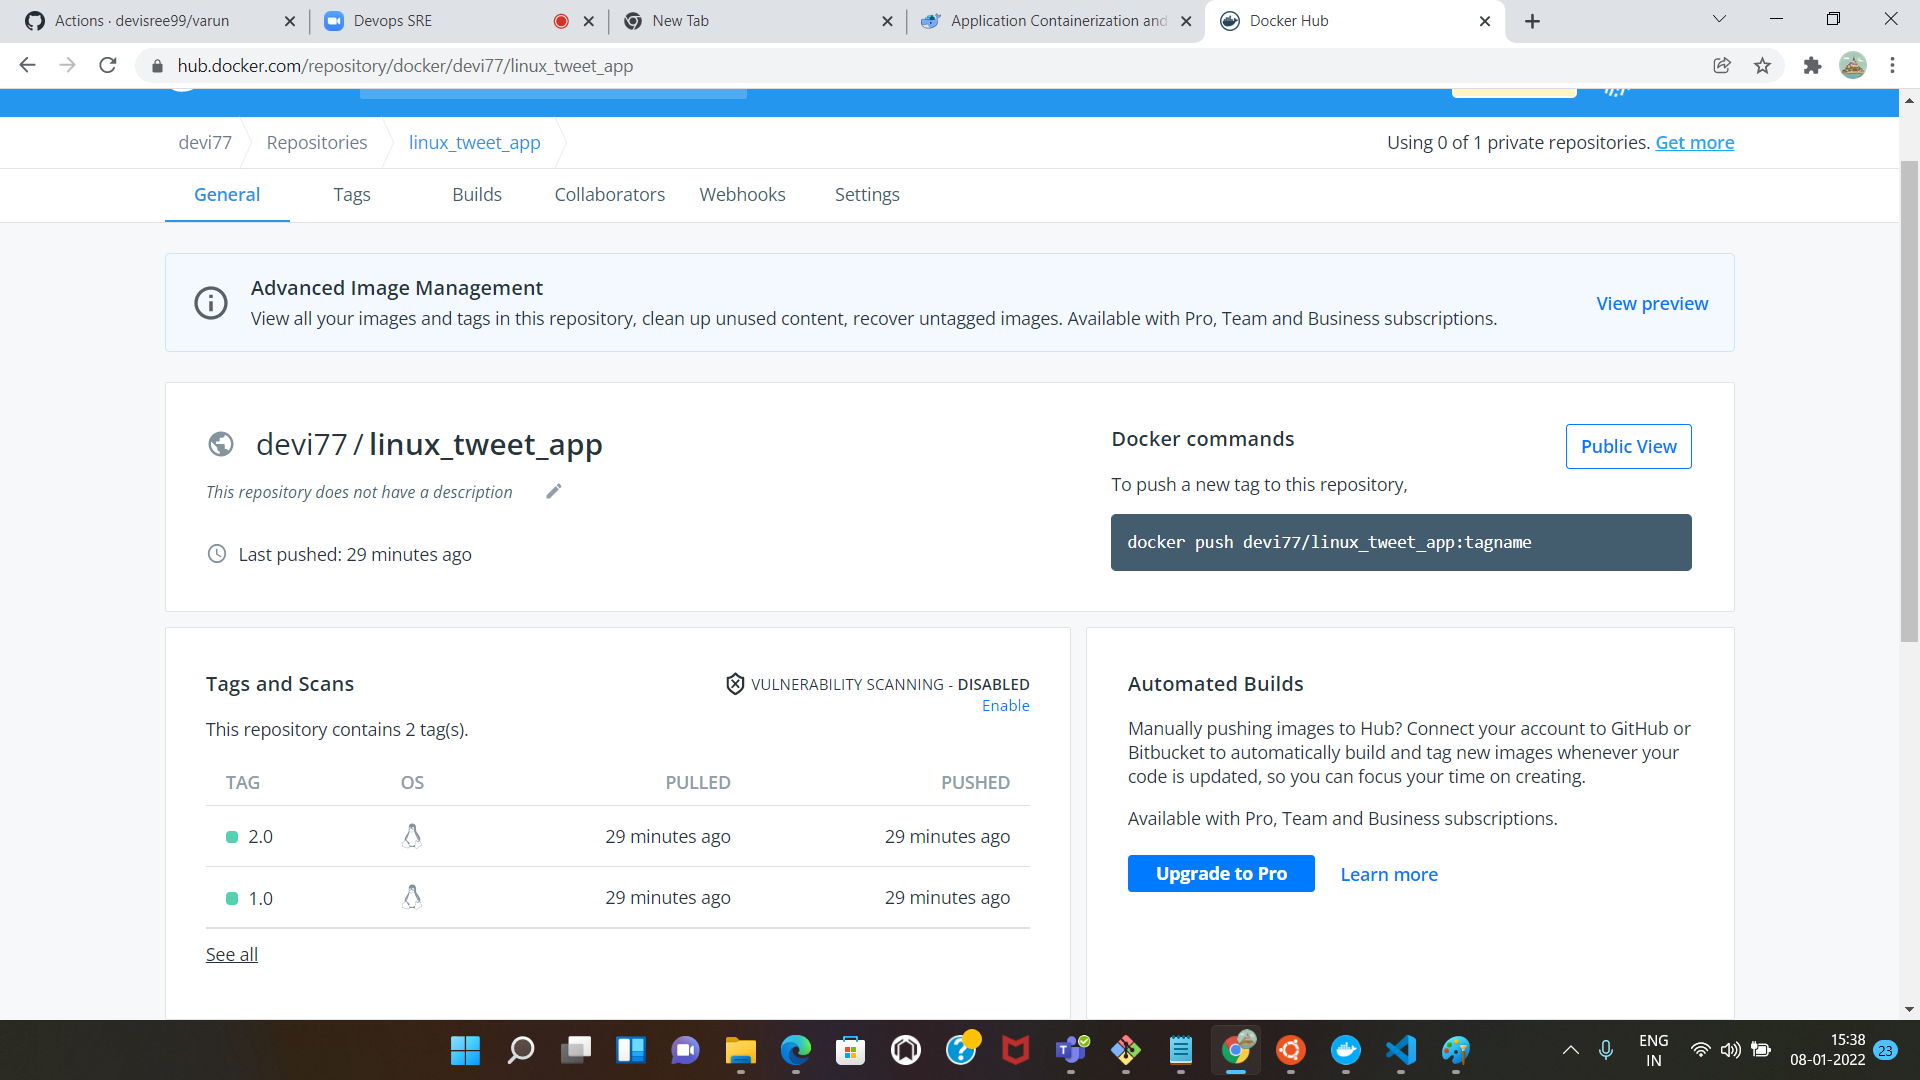 Actions · devisree99/varun
Devops SRE
New Tab
Application Containerization and
Docker Hub
hub.docker.com/repository/docker/devi77/linux_tweet_app
devi77
Repositories
linux_tweet_app
Using 0 of 1 private repositories. Get more
General
Tags
Builds
Collaborators
Webhooks
Settings
Advanced Image Management
View all your images and tags in this repository, clean up unused content, recover untagged images. Available with Pro, Team and Business subscriptions.
View preview
devi77 / linux_tweet_app
This repository does not have a description
Last pushed: 29 minutes ago
Docker commands
Public View
To push a new tag to this repository,
docker push devi77/linux_tweet_app:tagname
Tags and Scans
VULNERABILITY SCANNING - DISABLED
Enable
This repository contains 2 tag(s).
TAG OS PULLED PUSHED
2.0 29 minutes ago 29 minutes ago
1.0 29 minutes ago 29 minutes ago
See all
Automated Builds
Manually pushing images to Hub? Connect your account to GitHub or
Bitbucket to automatically build and tag new images whenever your
code is updated, so you can focus your time on creating.
Available with Pro, Team and Business subscriptions.
Upgrade to Pro
Learn more
ENG
IN
15:38
08-01-2022
23